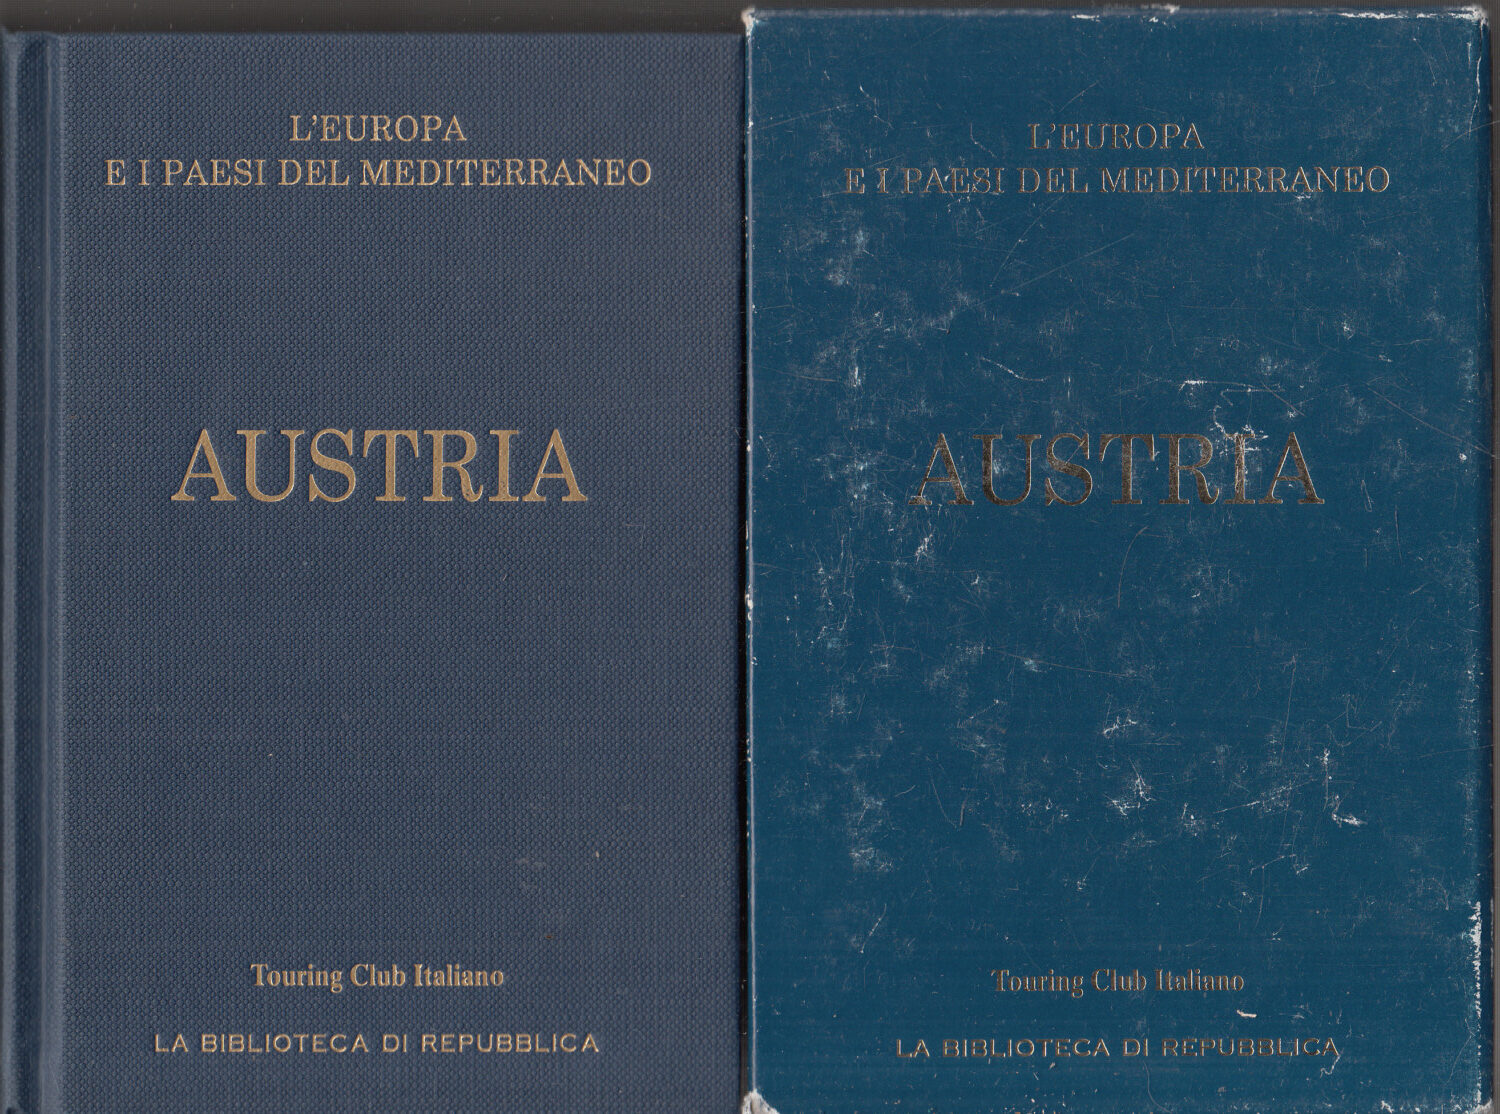 L'EUROPA
E I PAESI DEL MEDITERRANEO
AUSTRIA
Touring Club Italiano
LA BIBLIOTECA DI REPUBBLICA
L'EUROPA
E I PAESI DEL MEDITERRANEO
AUSTRIA
Touring Club Italiano
LA BIBLIOTECA DI REPUBBLICA